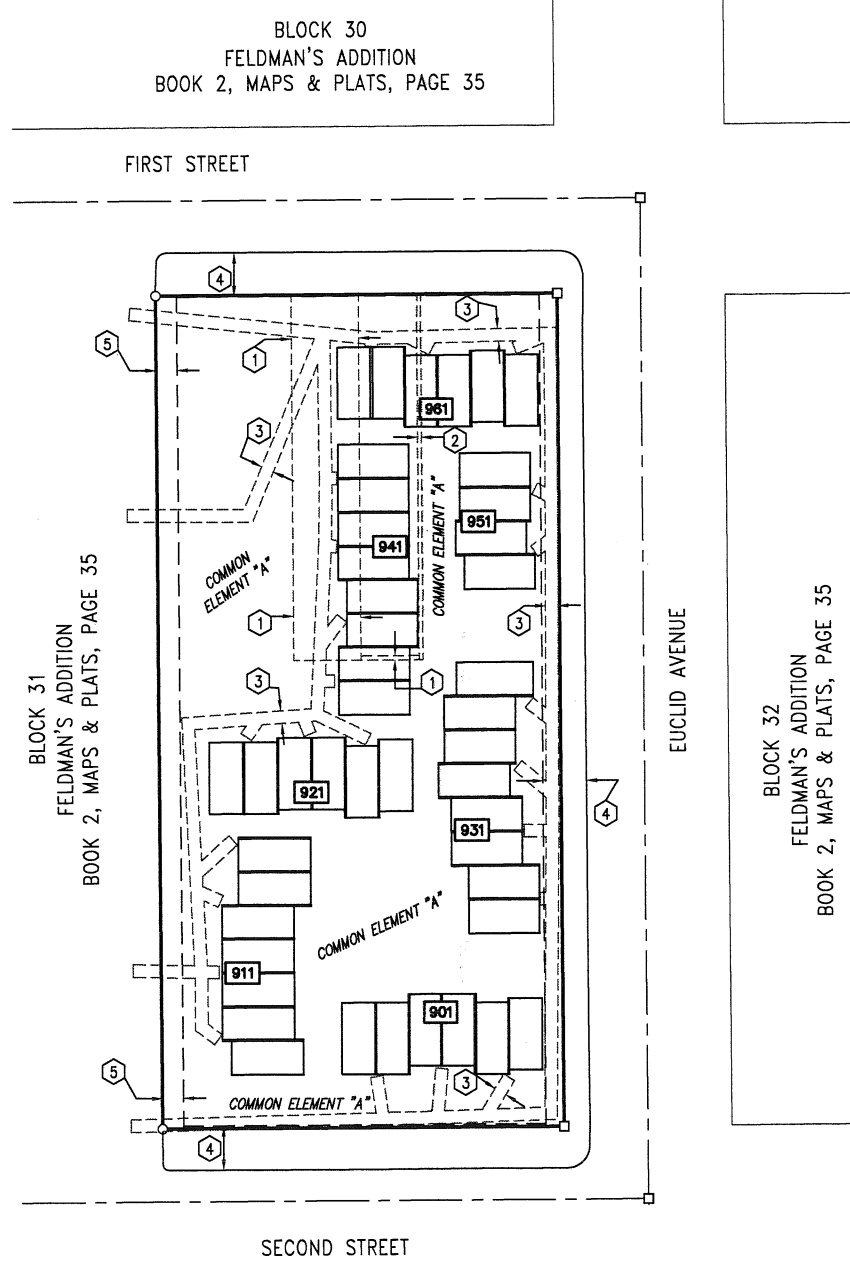 BLOCK 30
FELDMAN'S ADDITION
BOOK 2, MAPS & PLATS, PAGE 35
FIRST STREET
4
3
5
1
961
3
2
COMMON ELEMENT "A"
951
941
COMMON
ELEMENT "A"
1
3
3
1
BLOCK 31
FELDMAN'S ADDITION
BOOK 2, MAPS & PLATS, PAGE 35
EUCLID AVENUE
BLOCK 32
FELDMAN'S ADDITION
BOOK 2, MAPS & PLATS, PAGE 35
921
4
931
COMMON ELEMENT "A"
911
901
5
3
COMMON ELEMENT "A"
4
SECOND STREET